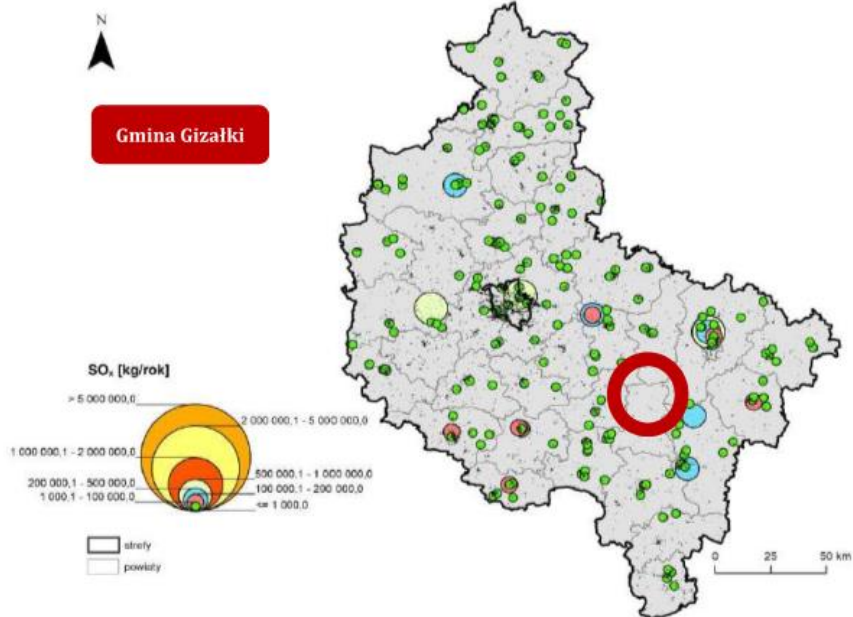 N
Gmina Gizałki
SOₓ [kg/rok]
> 5 000 000,0
2 000 000,1 - 5 000 000,0
1 000 000,1 - 2 000 000,0
500 000,1 - 1 000 000,0
200 000,1 - 500 000,0
100 000,1 - 200 000,0
1 000,1 - 100 000,0
<= 1 000,0
strefy
powiaty
0 25 50 km